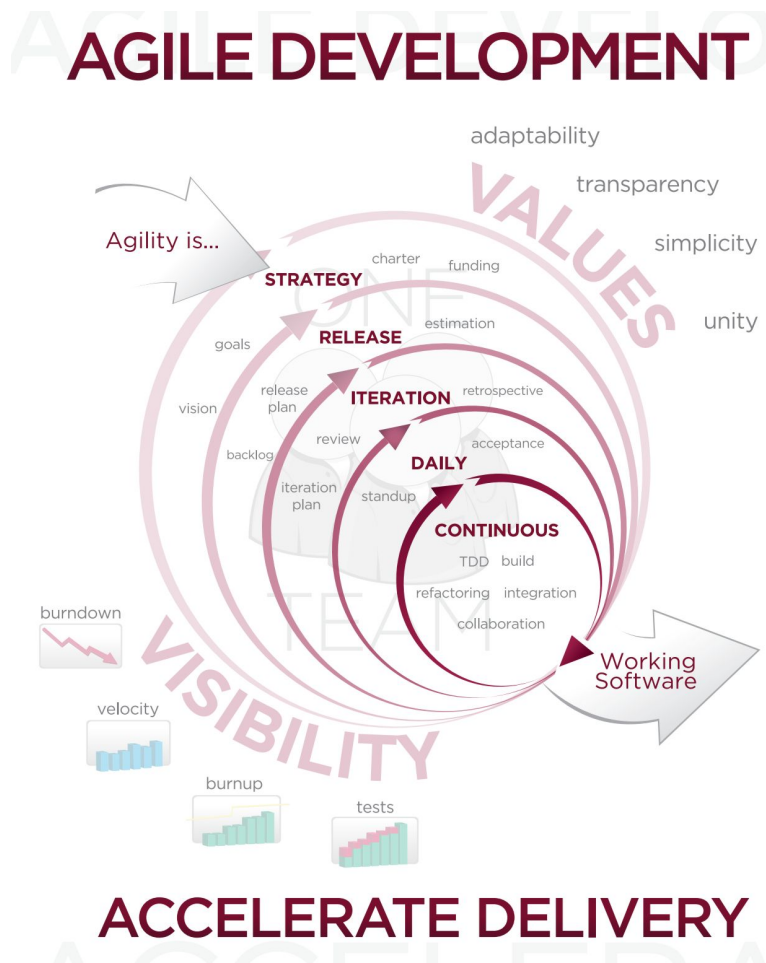 AGILE DEVELOPMENT
adaptability
VALUES
transparency
Agility is...
simplicity
charter
funding
STRATEGY
ONE
unity
estimation
goals
RELEASE
release
plan
retrospective
ITERATION
vision
review
acceptance
backlog
DAILY
iteration
plan
standup
CONTINUOUS
TDD build
refactoring integration
TEAM
collaboration
burndown
VISIBILITY
Working
Software
velocity
burnup
tests
ACCELERATE DELIVERY